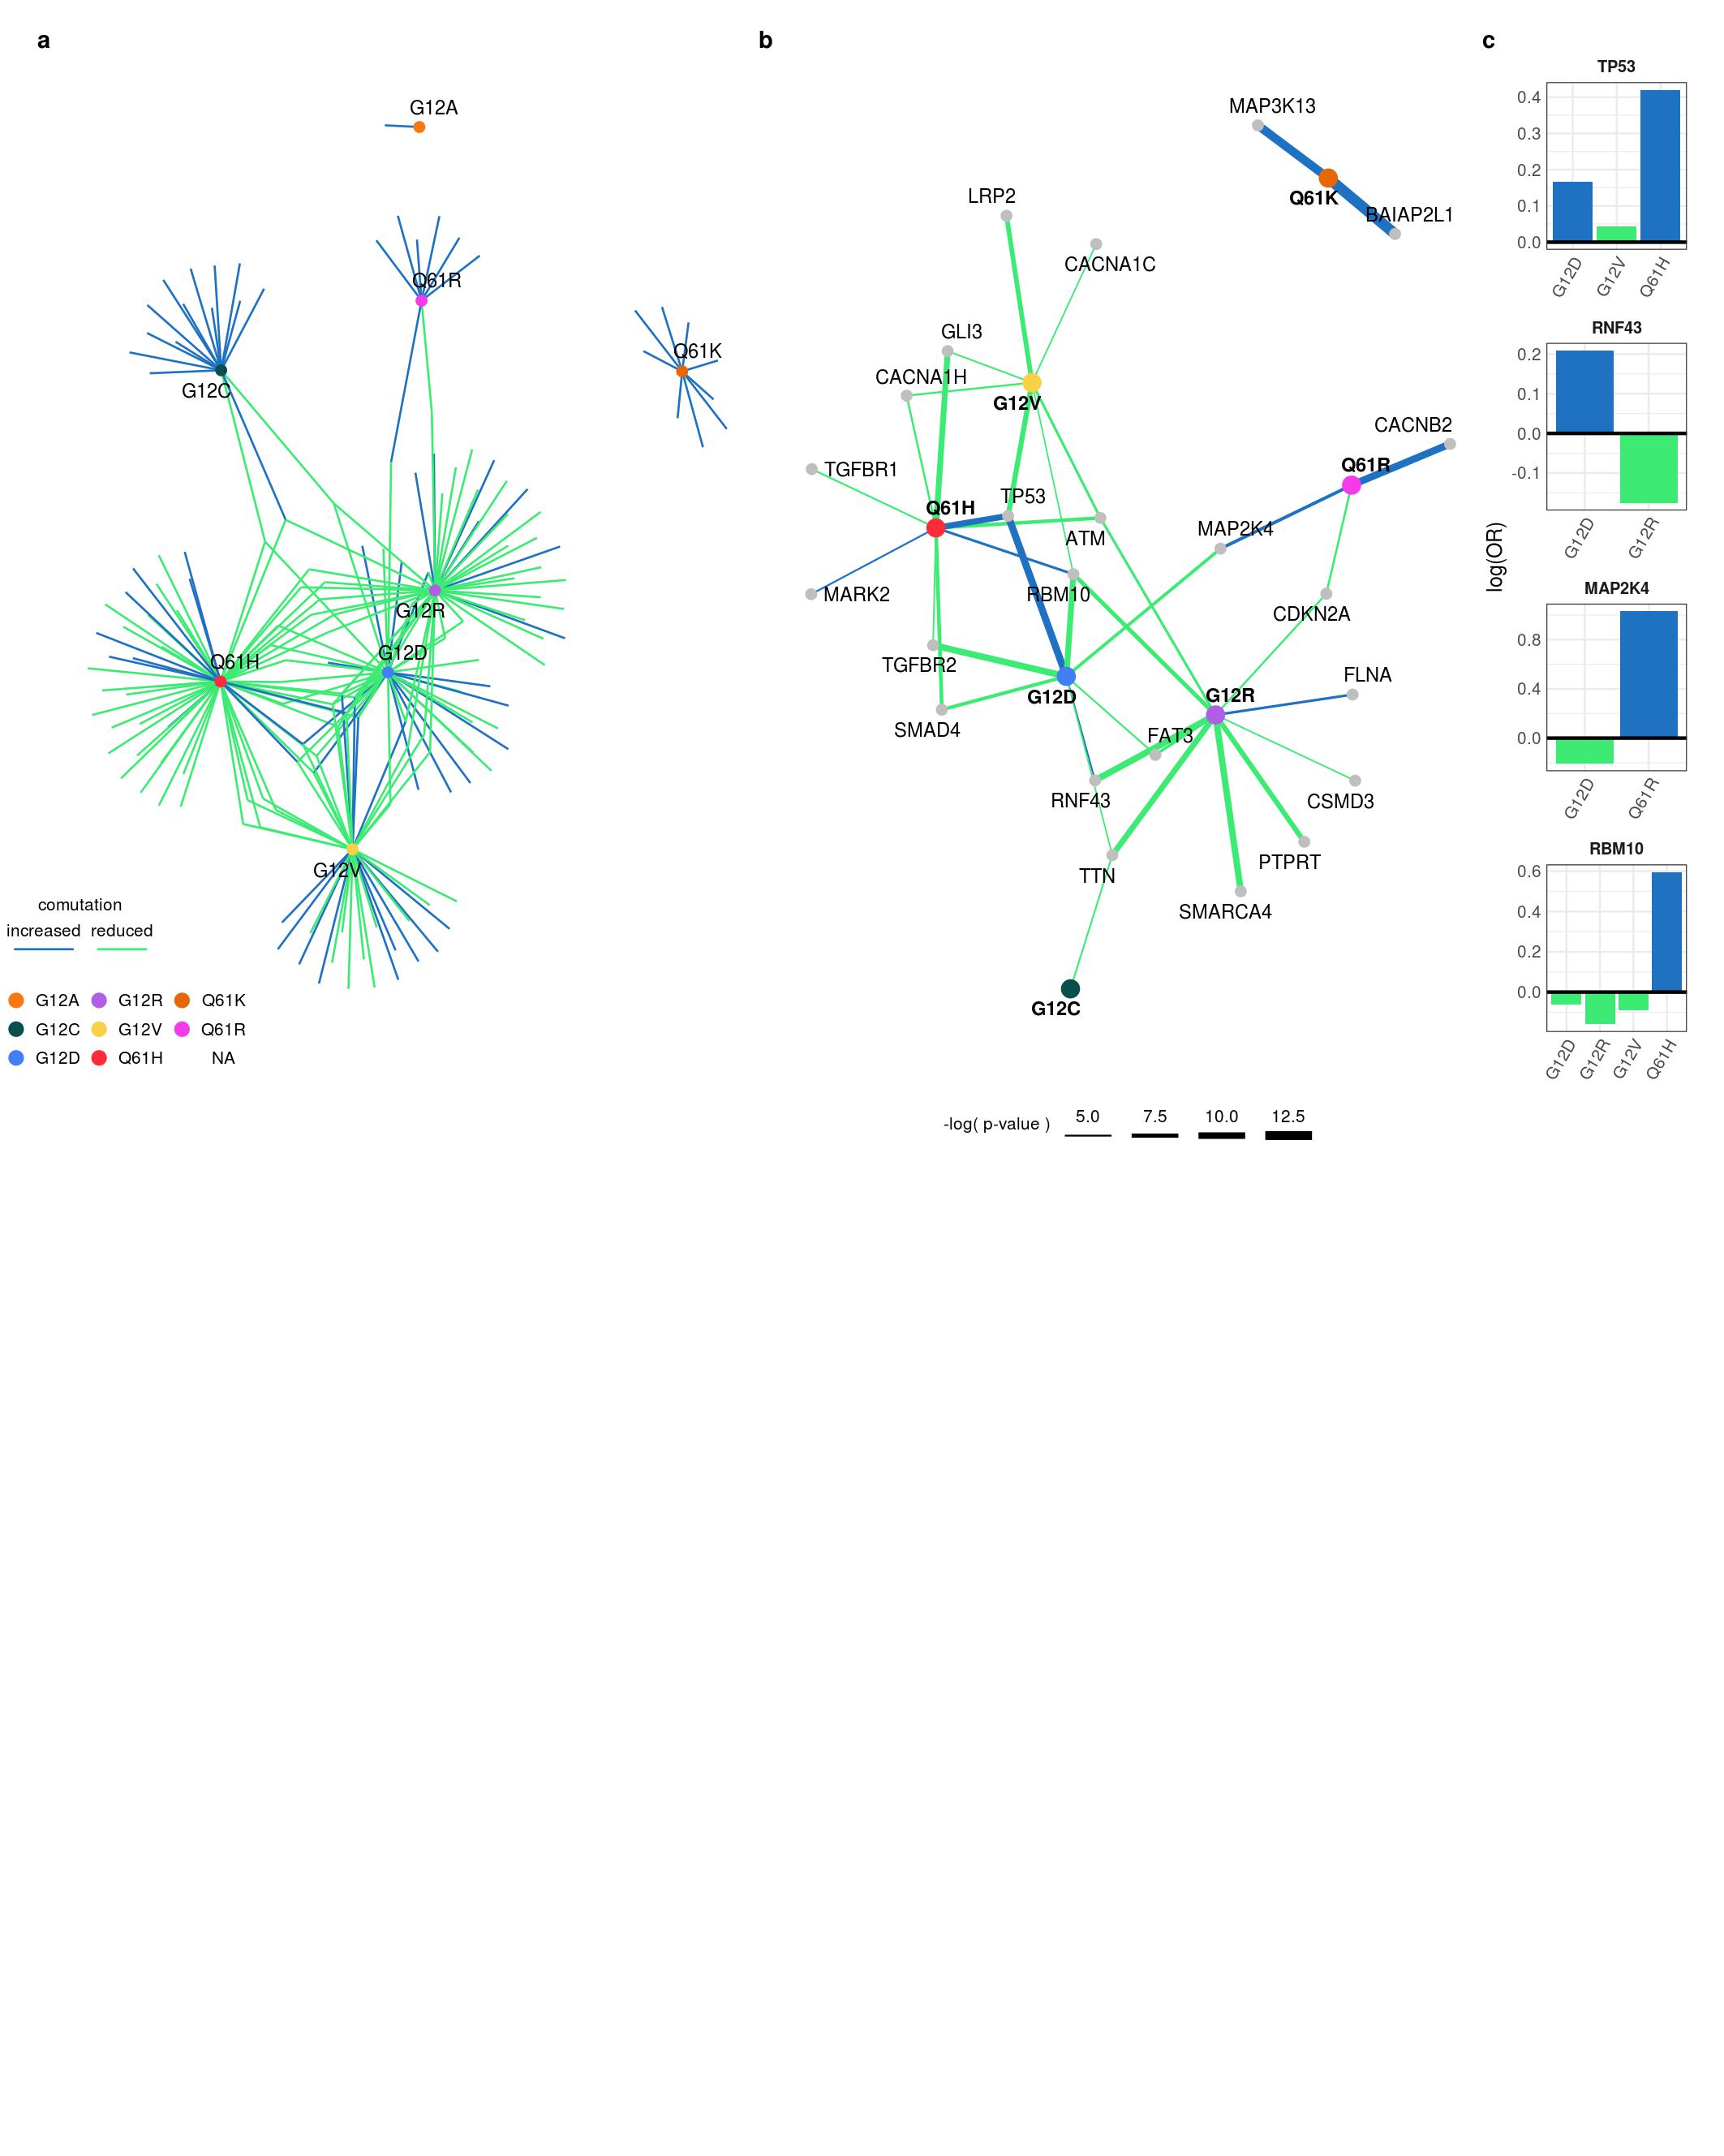 a
G12A
Q61R
G12C
Q61K
G12R
G12D
Q61H
G12V
comutation
increased reduced
G12A G12R Q61K
G12C G12V Q61R
G12D Q61H NA
b
MAP3K13
Q61K
BAIAP2L1
LRP2
CACNA1C
GLI3
CACNA1H
G12V
CACNB2
Q61R
TGFBR1
Q61H
TP53
ATM
MAP2K4
MARK2
RBM10
CDKN2A
TGFBR2
G12D
FLNA
G12R
SMAD4
FAT3
RNF43
CSMD3
PTPRT
TTN
SMARCA4
G12C
-log( p-value ) 5.0 7.5 10.0 12.5
c
log(OR)
TP53
0.4
0.3
0.2
0.1
0.0
G12D G12V Q61H
RNF43
0.2
0.1
0.0
-0.1
G12D G12R
MAP2K4
0.8
0.4
0.0
G12D Q61R
RBM10
0.6
0.4
0.2
0.0
G12D G12R G12V Q61H